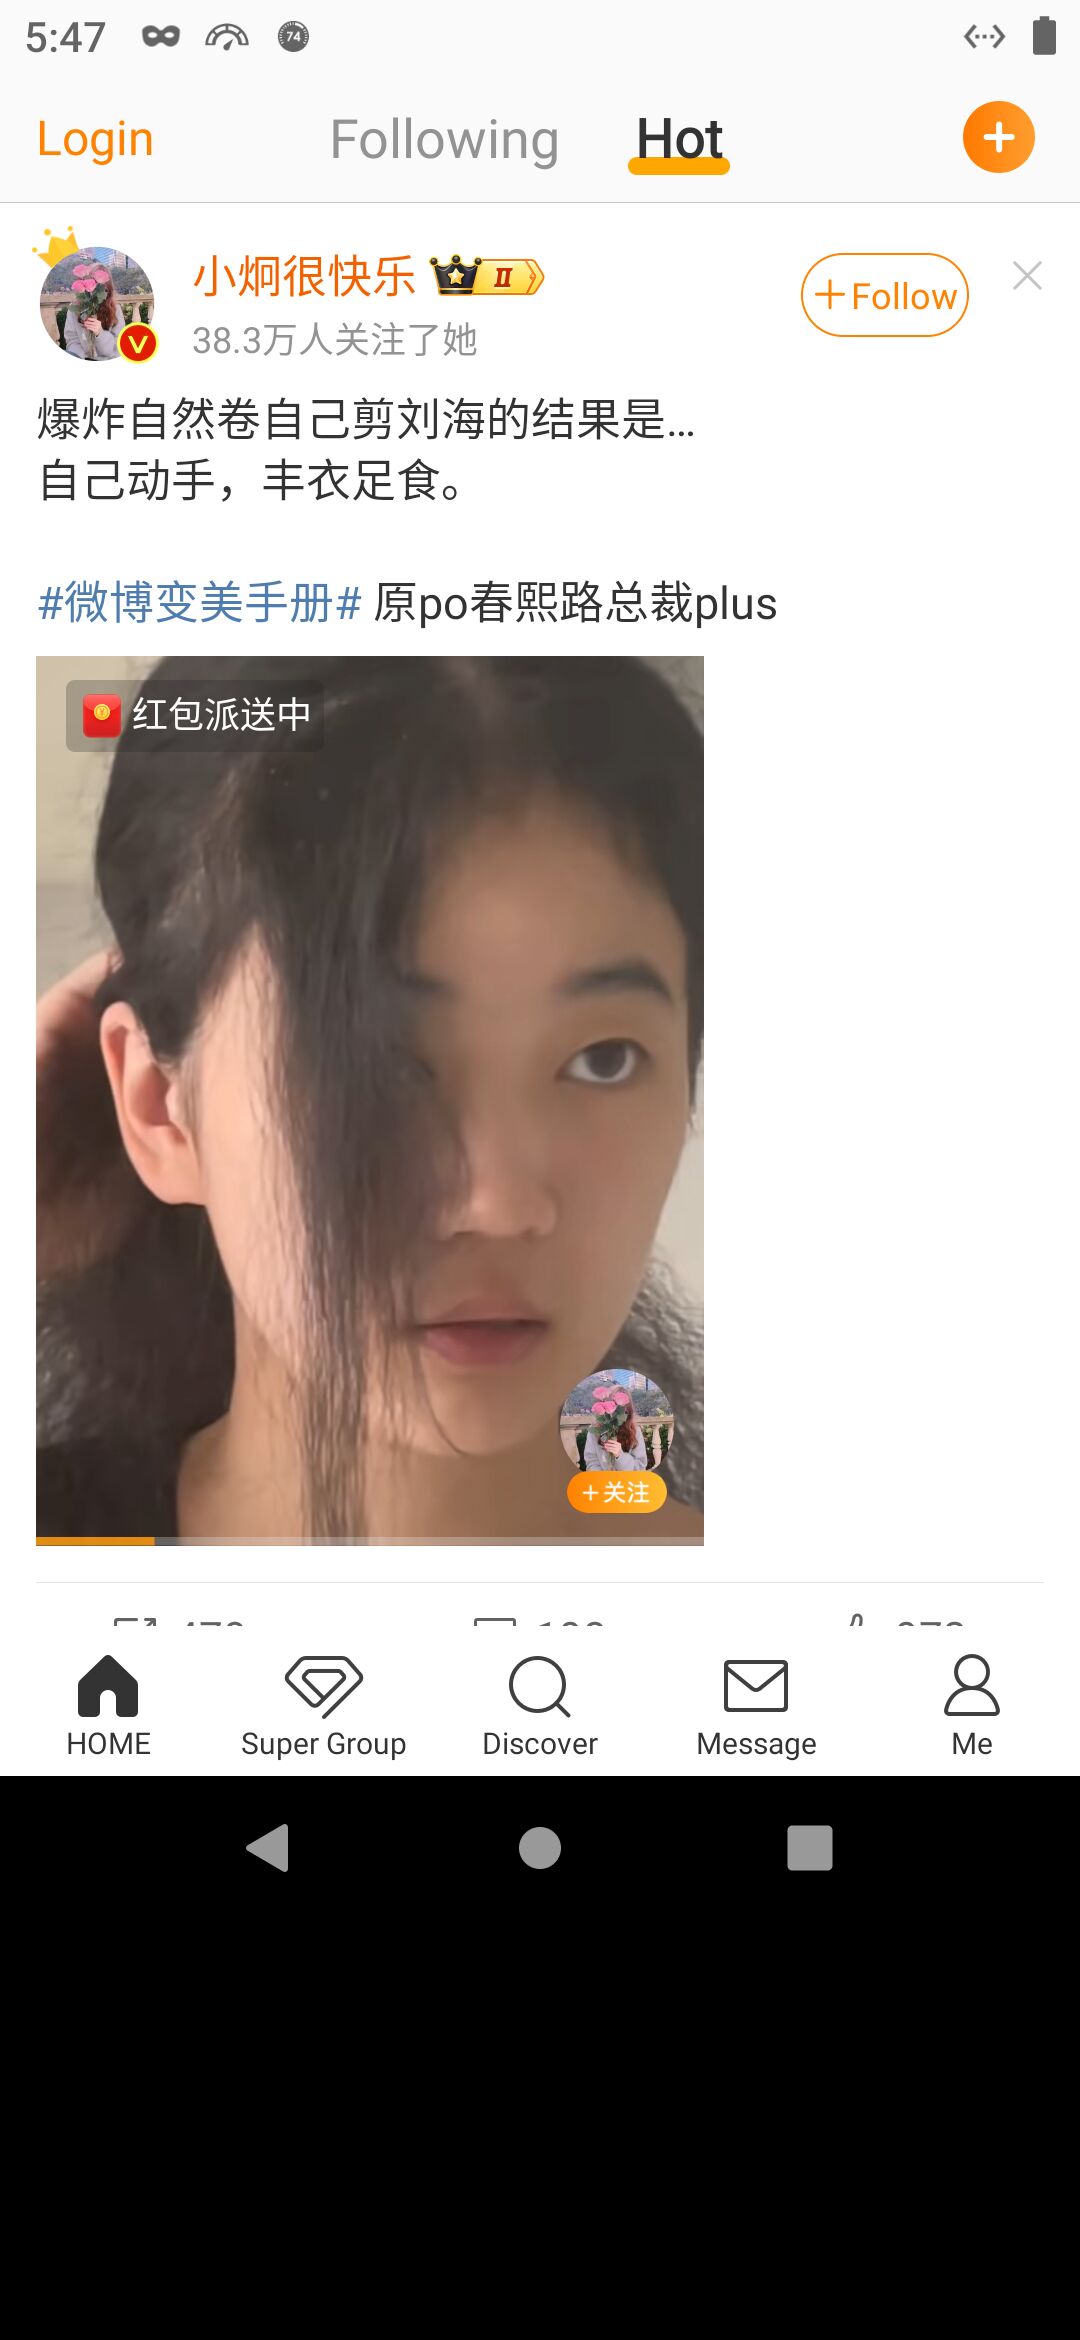 5:47
74
Login
Following
Hot
小炯很快乐
II
+Follow
38.3万人关注了她
爆炸自然卷自己剪刘海的结果是...
自己动手，丰衣足食。
#微博变美手册# 原po春熙路总裁plus
红包派送中
+关注
HOME
Super Group
Discover
Message
Me